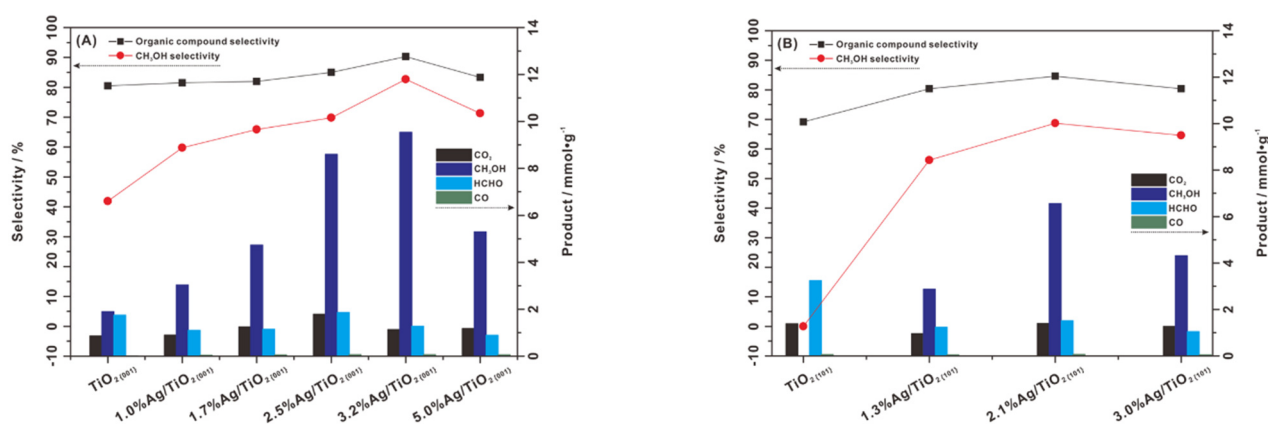 (A)
Organic compound selectivity
CH₃OH selectivity
Selectivity / %
100
90
80
70
60
50
40
30
20
10
0
-10
14
12
10
8
6
4
2
0
Product / mmol•g⁻¹
CO₂
CH₃OH
HCHO
CO
TiO₂ (001)
1.0%Ag/TiO₂ (001)
1.7%Ag/TiO₂ (001)
2.5%Ag/TiO₂ (001)
3.2%Ag/TiO₂ (001)
5.0%Ag/TiO₂ (001)
(B)
Organic compound selectivity
CH₃OH selectivity
Selectivity / %
100
90
80
70
60
50
40
30
20
10
0
-10
14
12
10
8
6
4
2
0
Product / mmol•g⁻¹
CO₂
CH₃OH
HCHO
CO
TiO₂ (101)
1.3%Ag/TiO₂ (101)
2.1%Ag/TiO₂ (101)
3.0%Ag/TiO₂ (101)